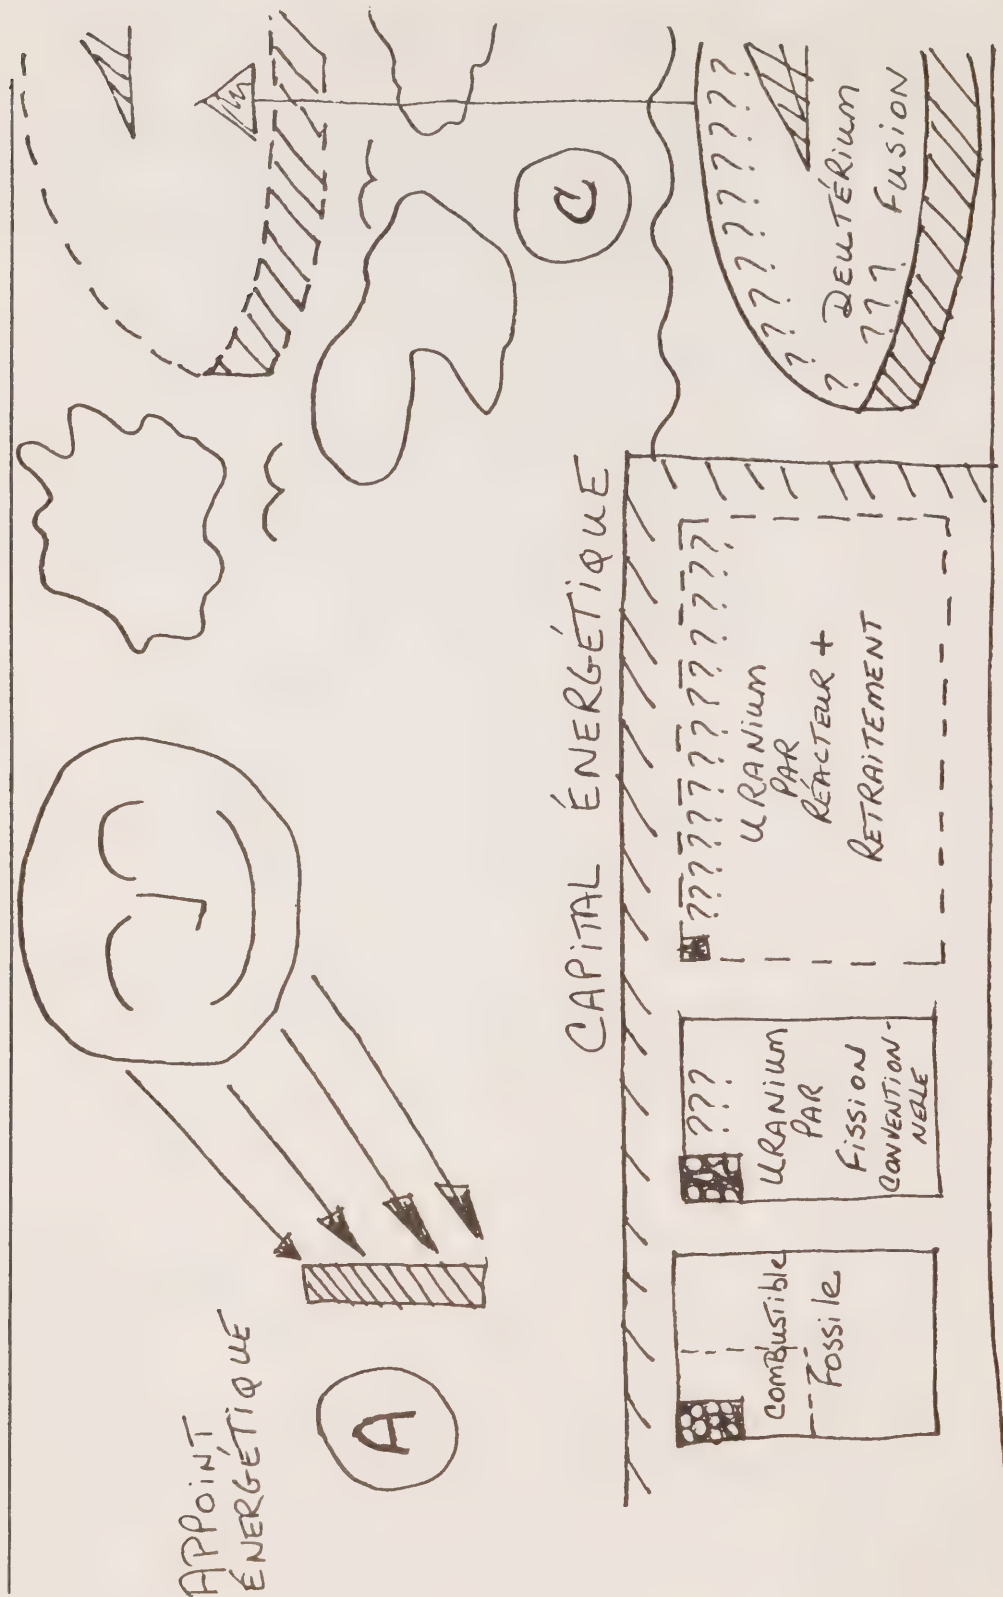 APPOINT
ÉNERGÉTIQUE
A
C
CAPITAL ÉNERGÉTIQUE
COMBUSTIBLE
FOSSILE
???
URANIUM
PAR
FISSION
CONVENTION-
NELLE
??????????????
URANIUM
PAR
RÉACTEUR +
RETRAITEMENT
? ? ? ? ? ? ? ? ? ? ? ?
DEUTÉRIUM
? ??? FUSION